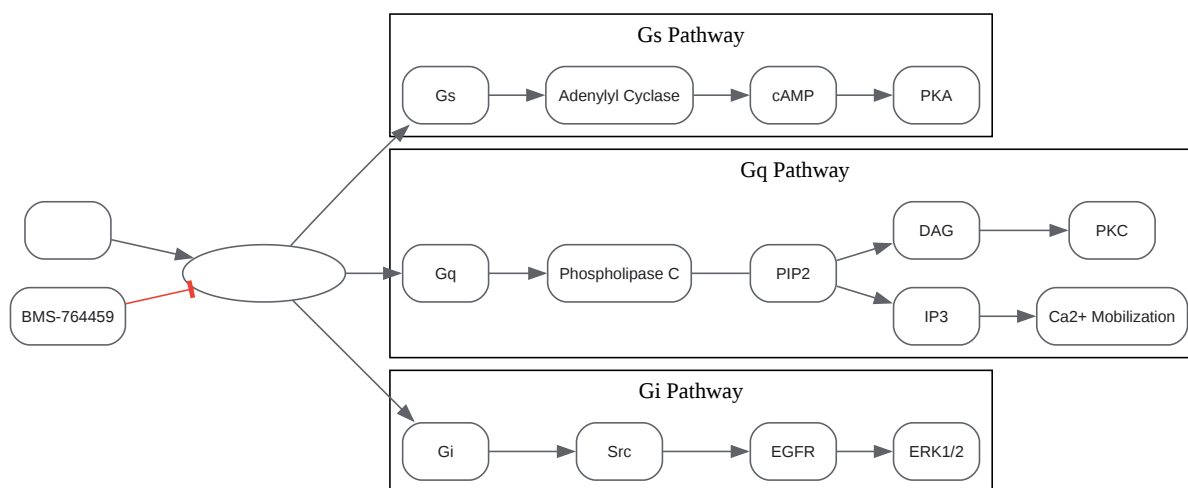 Gs Pathway
Gs
Adenylyl Cyclase
cAMP
PKA
Gq Pathway
DAG
PKC
Gq
Phospholipase C
PIP2
BMS-764459
IP3
Ca2+ Mobilization
Gi Pathway
Gi
Src
EGFR
ERK1/2